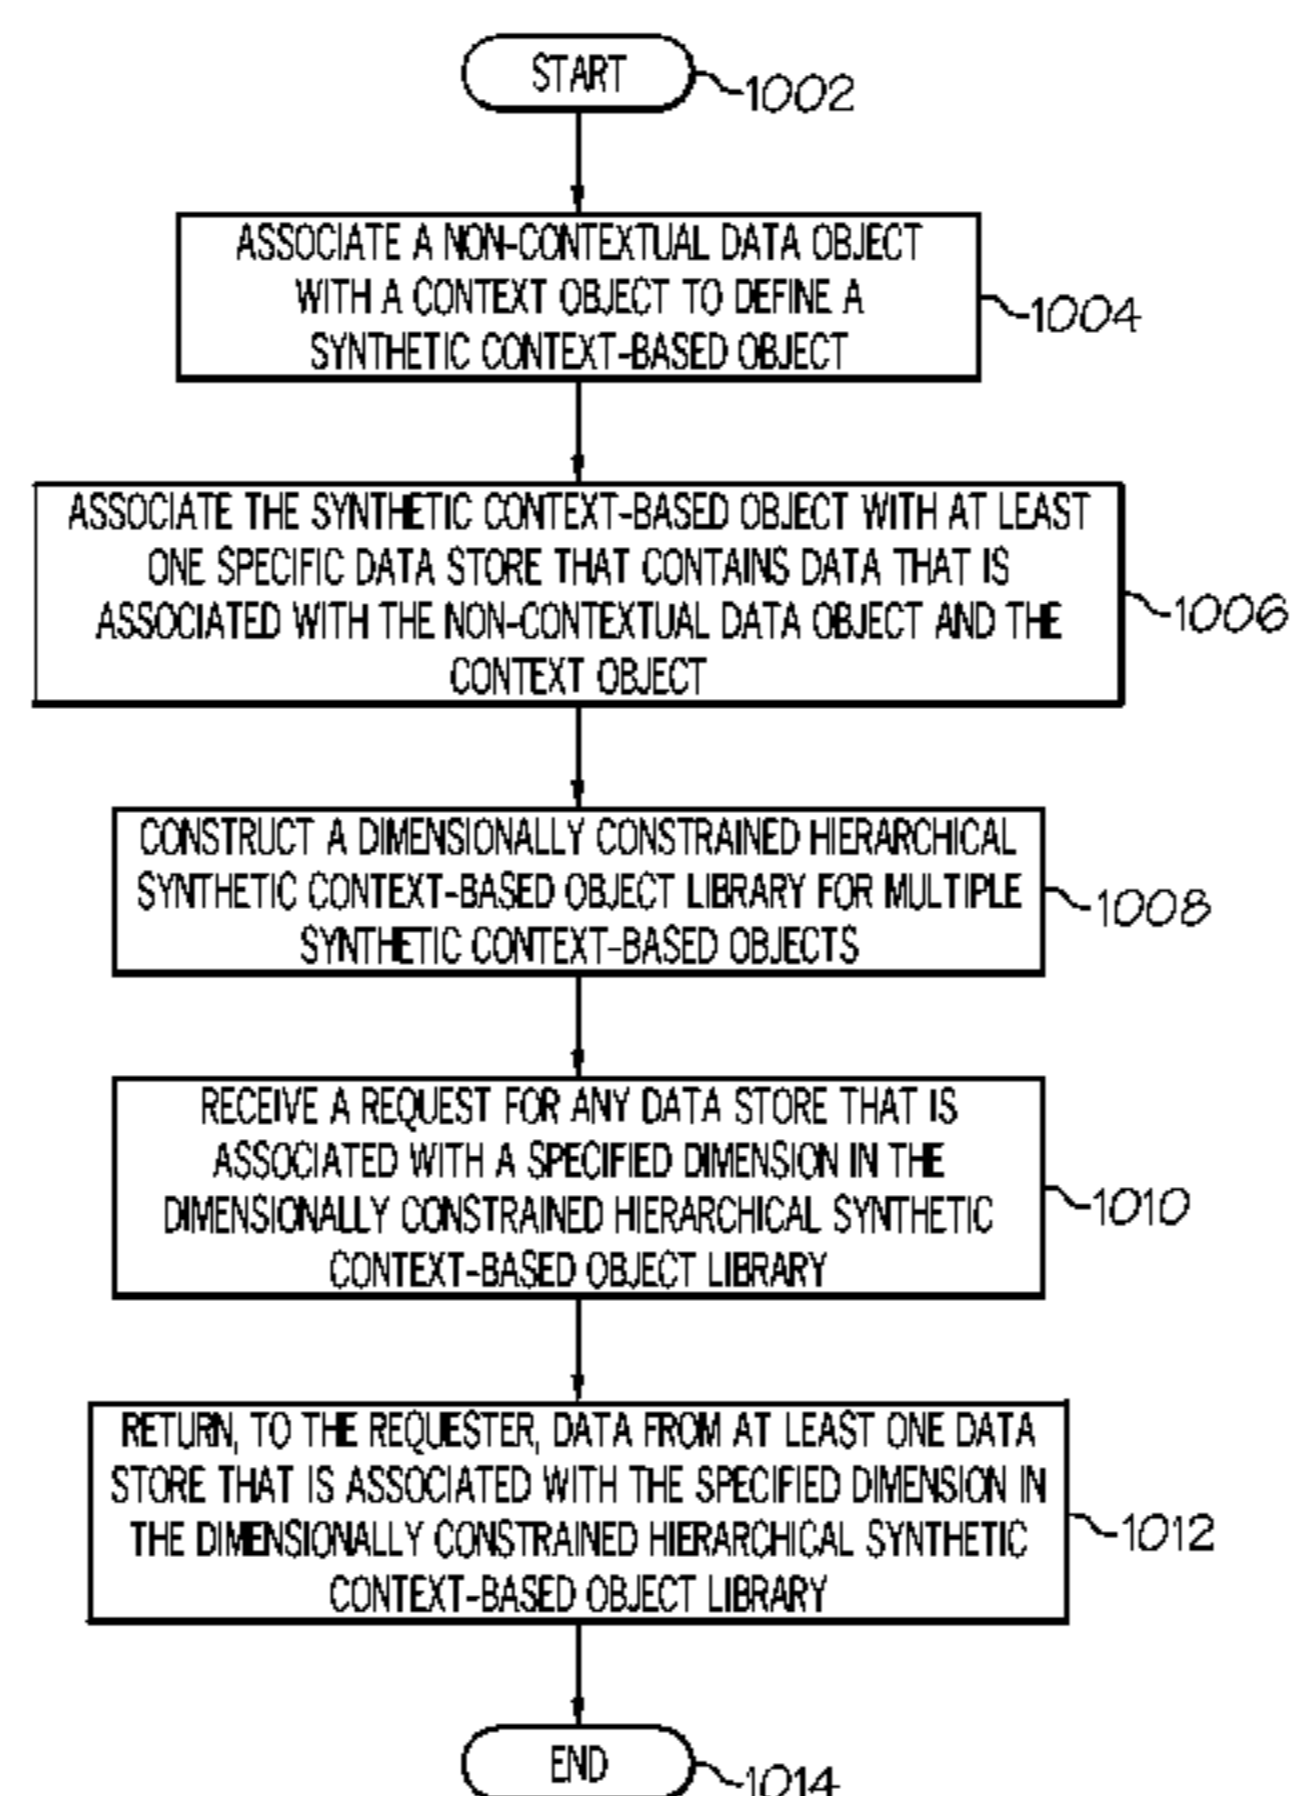 START
1002
ASSOCIATE A NON-CONTEXTUAL DATA OBJECT
WITH A CONTEXT OBJECT TO DEFINE A
SYNTHETIC CONTEXT-BASED OBJECT
1004
ASSOCIATE THE SYNTHETIC CONTEXT-BASED OBJECT WITH AT LEAST
ONE SPECIFIC DATA STORE THAT CONTAINS DATA THAT IS
ASSOCIATED WITH THE NON-CONTEXTUAL DATA OBJECT AND THE
CONTEXT OBJECT
1006
CONSTRUCT A DIMENSIONALLY CONSTRAINED HIERARCHICAL
SYNTHETIC CONTEXT-BASED OBJECT LIBRARY FOR MULTIPLE
SYNTHETIC CONTEXT-BASED OBJECTS
1008
RECEIVE A REQUEST FOR ANY DATA STORE THAT IS
ASSOCIATED WITH A SPECIFIED DIMENSION IN THE
DIMENSIONALLY CONSTRAINED HIERARCHICAL SYNTHETIC
CONTEXT-BASED OBJECT LIBRARY
1010
RETURN, TO THE REQUESTER, DATA FROM AT LEAST ONE DATA
STORE THAT IS ASSOCIATED WITH THE SPECIFIED DIMENSION IN
THE DIMENSIONALLY CONSTRAINED HIERARCHICAL SYNTHETIC
CONTEXT-BASED OBJECT LIBRARY
1012
END
1014